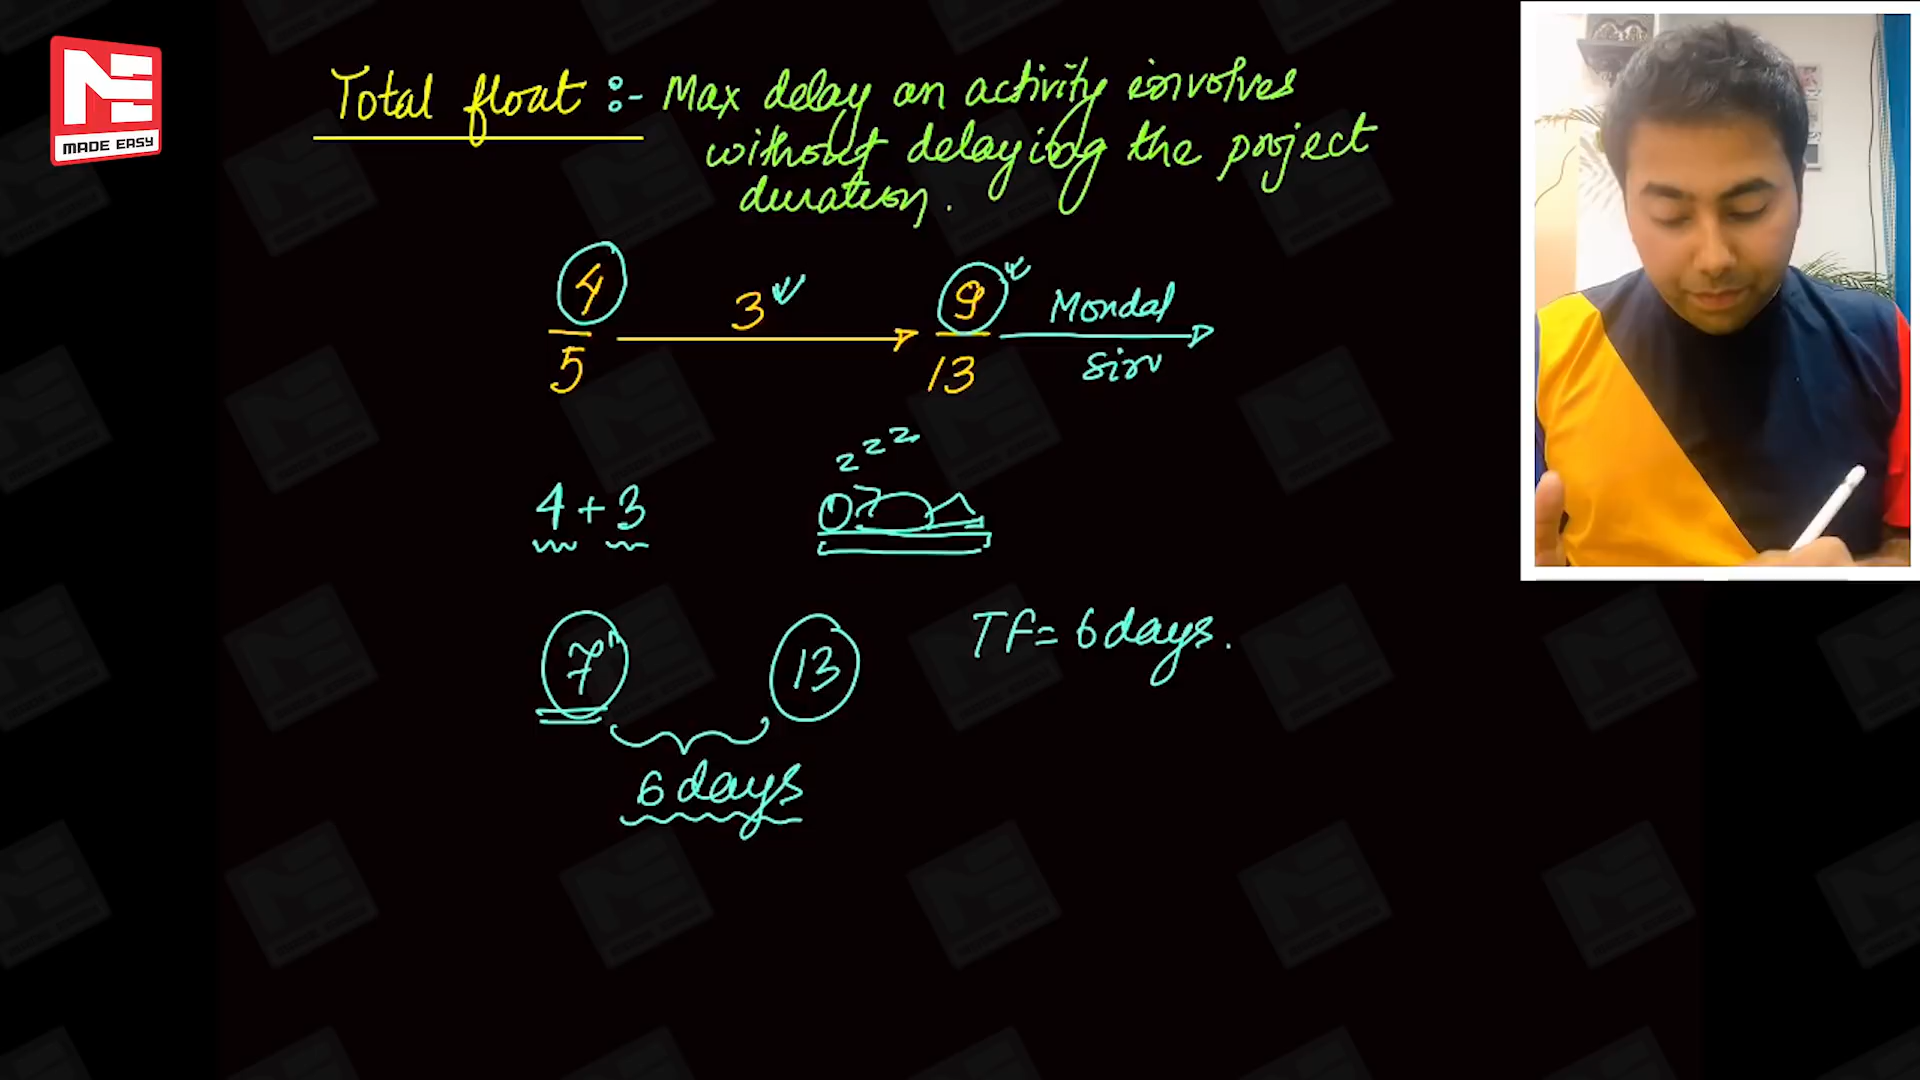 Total float :- Max delay an activity involves
without delaying the project
duration.
4 3 9 Mondal
5 13 Sir
z z z
4 + 3
7 13 TF = 6 days.
6 days
MADE EASY